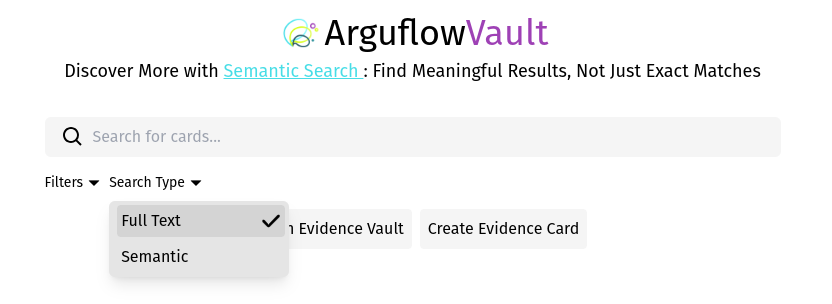 ArguflowVault
Discover More with Semantic Search : Find Meaningful Results, Not Just Exact Matches
Search for cards...
Filters Search Type
Full Text
Evidence Vault Create Evidence Card
Semantic